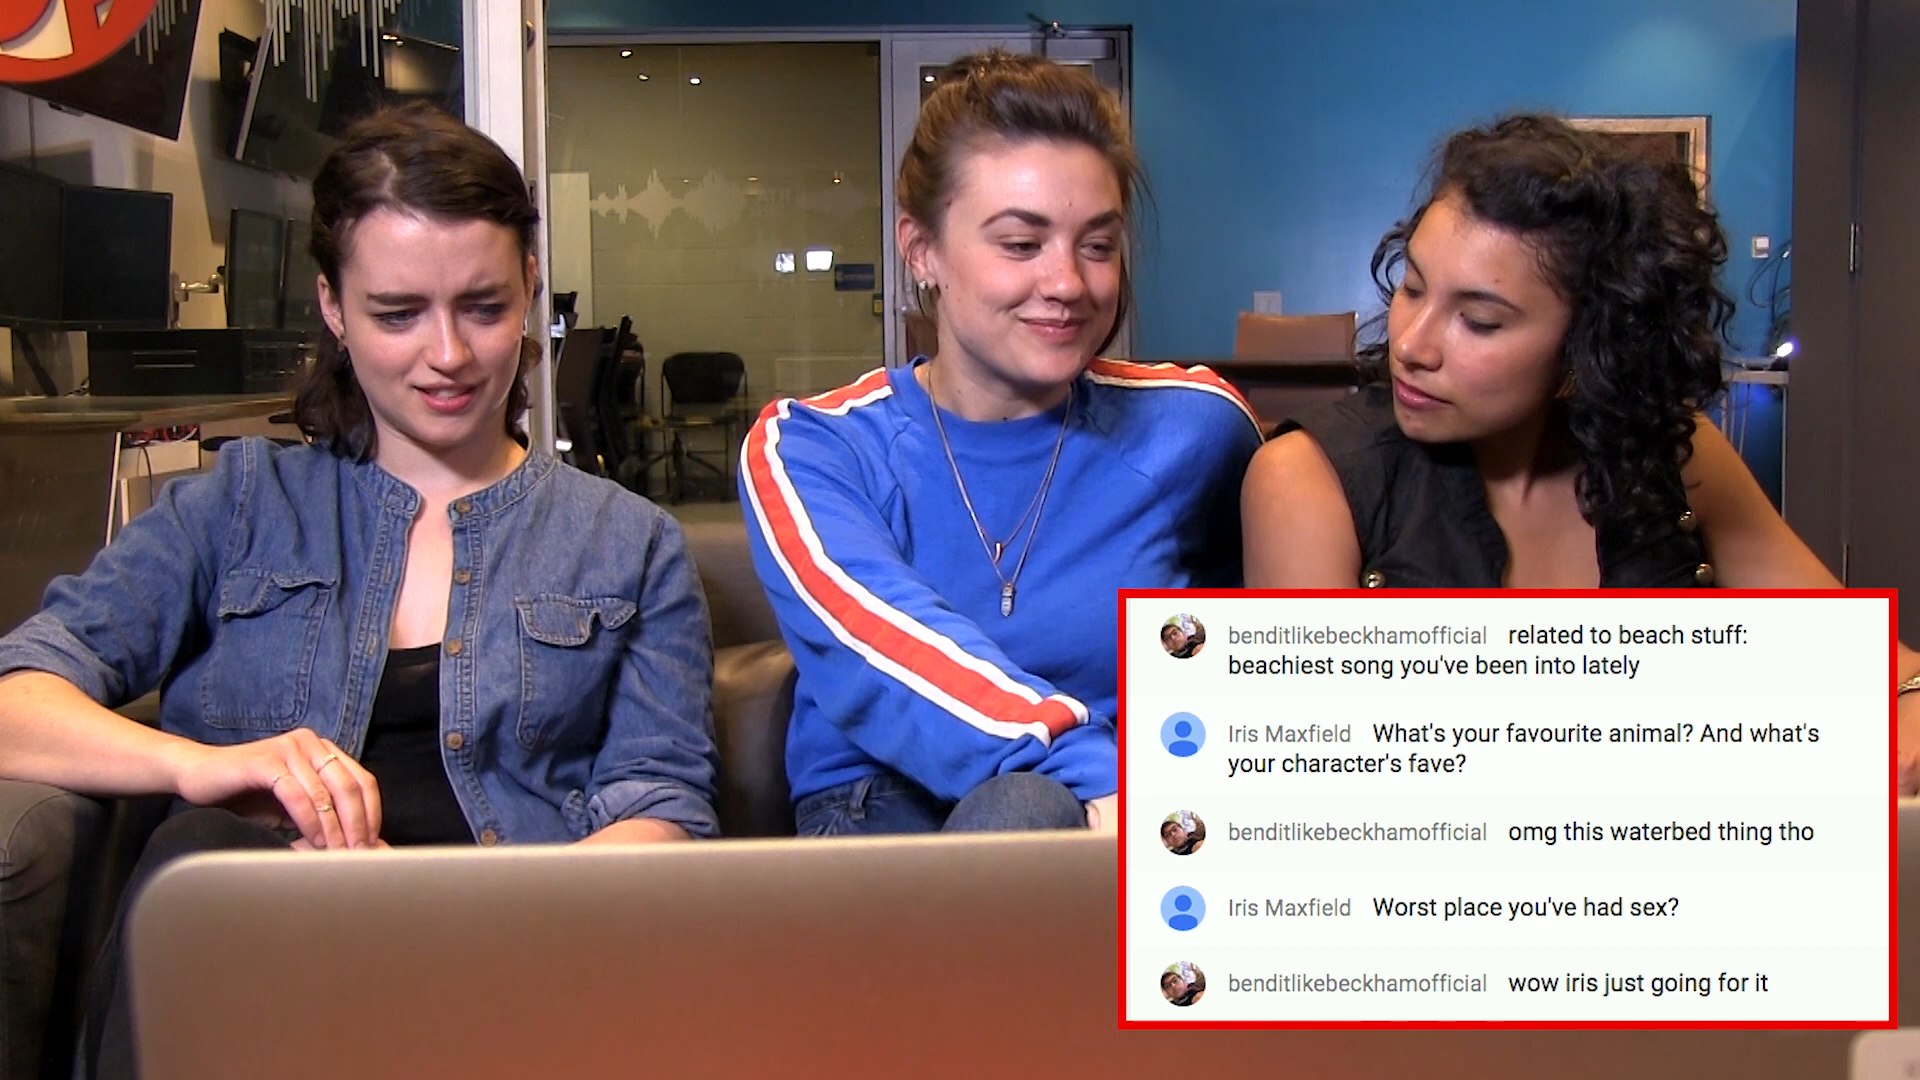 benditlikebeckhamofficial related to beach stuff:
beachiest song you've been into lately
Iris Maxfield What's your favourite animal? And what's
your character's fave?
benditlikebeckhamofficial omg this waterbed thing tho
Iris Maxfield Worst place you've had sex?
benditlikebeckhamofficial wow iris just going for it